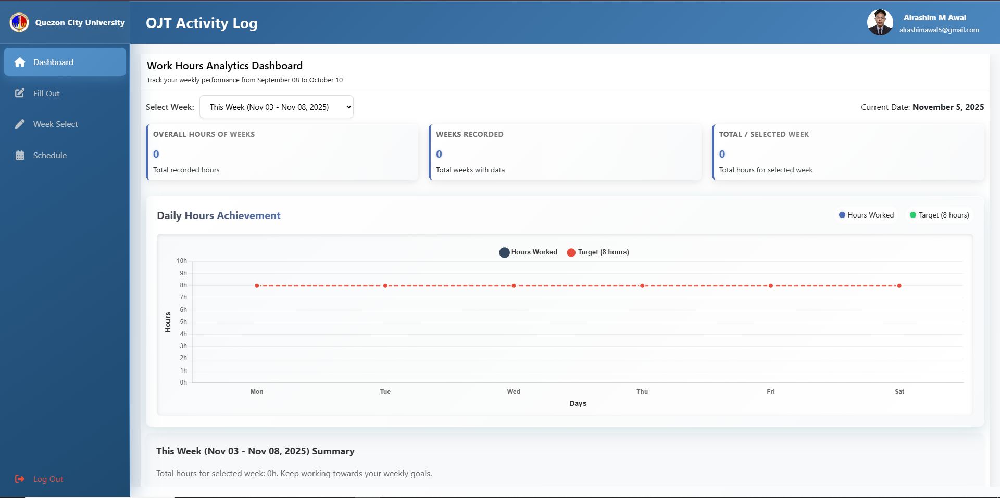 Quezon City University
OJT Activity Log
Alrashim M Awal
alrashimawal5@gmail.com
Dashboard
Fill Out
Week Select
Schedule
Log Out
Work Hours Analytics Dashboard
Track your weekly performance from September 08 to October 10
Select Week: This Week (Nov 03 - Nov 08, 2025)
Current Date: November 5, 2025
OVERALL HOURS OF WEEKS
0
Total recorded hours
WEEKS RECORDED
0
Total weeks with data
TOTAL / SELECTED WEEK
0
Total hours for selected week
Daily Hours Achievement
Hours Worked Target (8 hours)
Hours Worked Target (8 hours)
10h
9h
8h
7h
6h
5h
4h
3h
2h
1h
0h
Hours
Mon Tue Wed Thu Fri Sat
Days
This Week (Nov 03 - Nov 08, 2025) Summary
Total hours for selected week: 0h. Keep working towards your weekly goals.